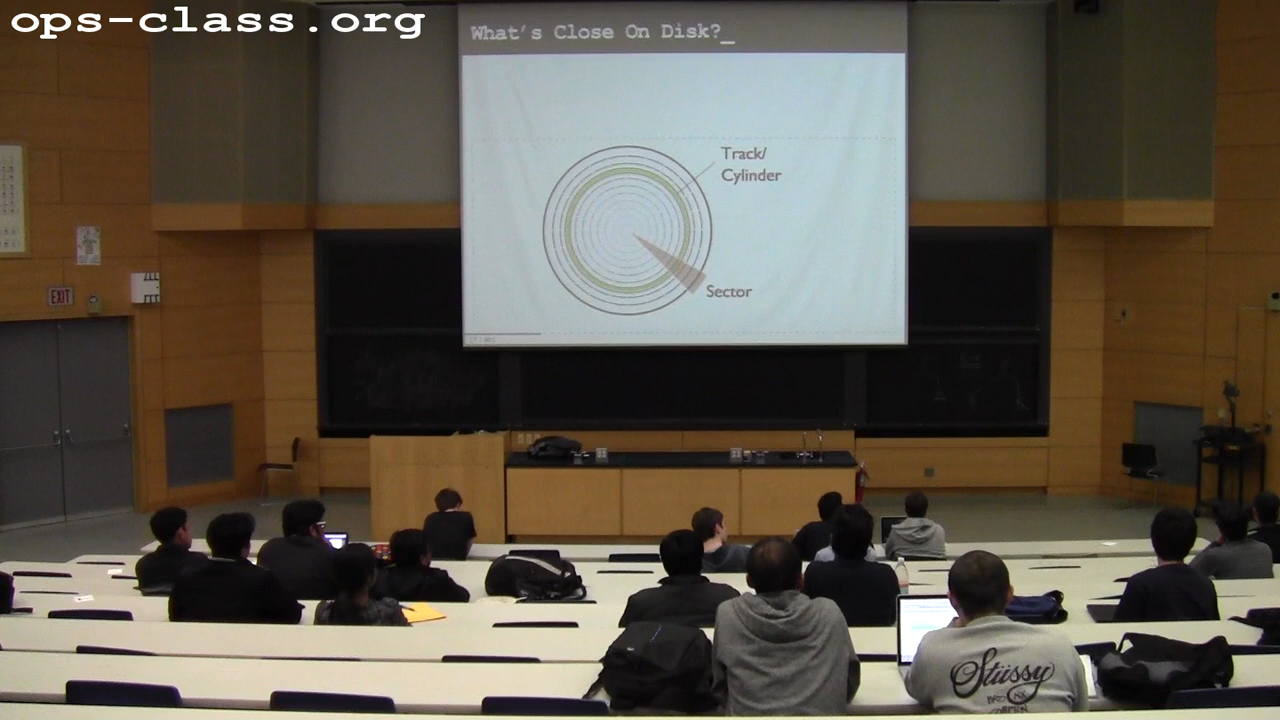 ops-class.org
What's Close On Disk?_
Track/
Cylinder
Sector
EXIT
Stüssy